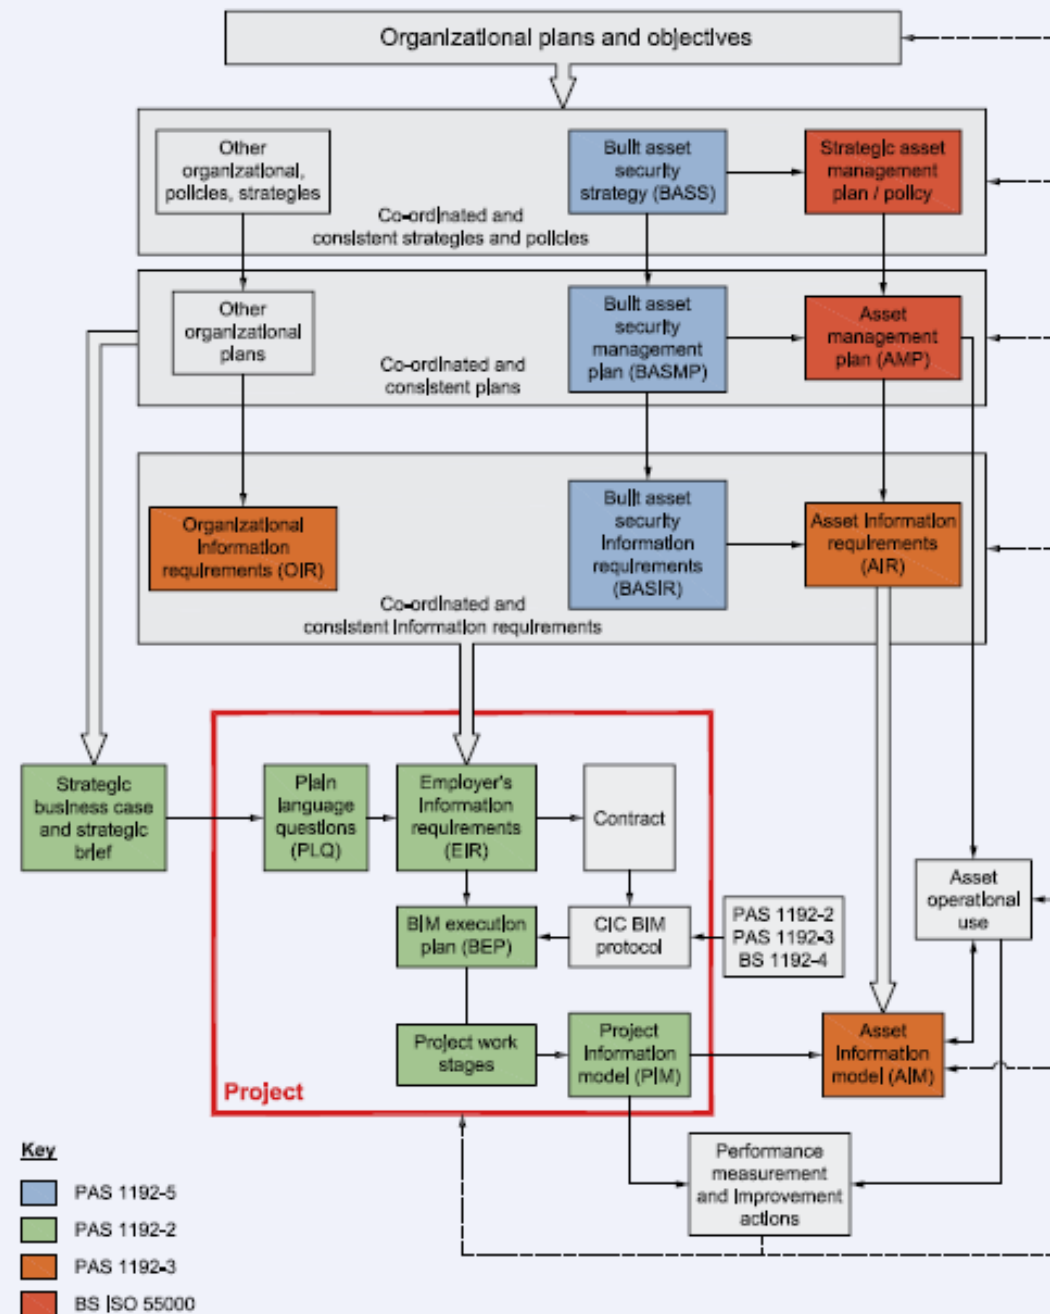 Organizational plans and objectives
Other
organizational,
policies, strategies
Co-ordinated and
consistent strategies and policies
Built asset
security
strategy (BASS)
Strategic asset
management
plan / policy
Other
organizational
plans
Co-ordinated and
consistent plans
Built asset
security
management
plan (BASMP)
Asset
management
plan (AMP)
Organizational
information
requirements (OIR)
Co-ordinated and
consistent information requirements
Built asset
security
information
requirements
(BASIR)
Asset information
requirements
(AIR)
Strategic
business case
and strategic
brief
Plain
language
questions
(PLQ)
Employer's
information
requirements
(EIR)
Contract
Asset
operational
use
BIM execution
plan (BEP)
CIC BIM
protocol
PAS 1192-2
PAS 1192-3
BS 1192-4
Project work
stages
Project
information
model (PIM)
Asset
information
model (AIM)
Project
Performance
measurement
and improvement
actions
Key
PAS 1192-5
PAS 1192-2
PAS 1192-3
BS ISO 55000